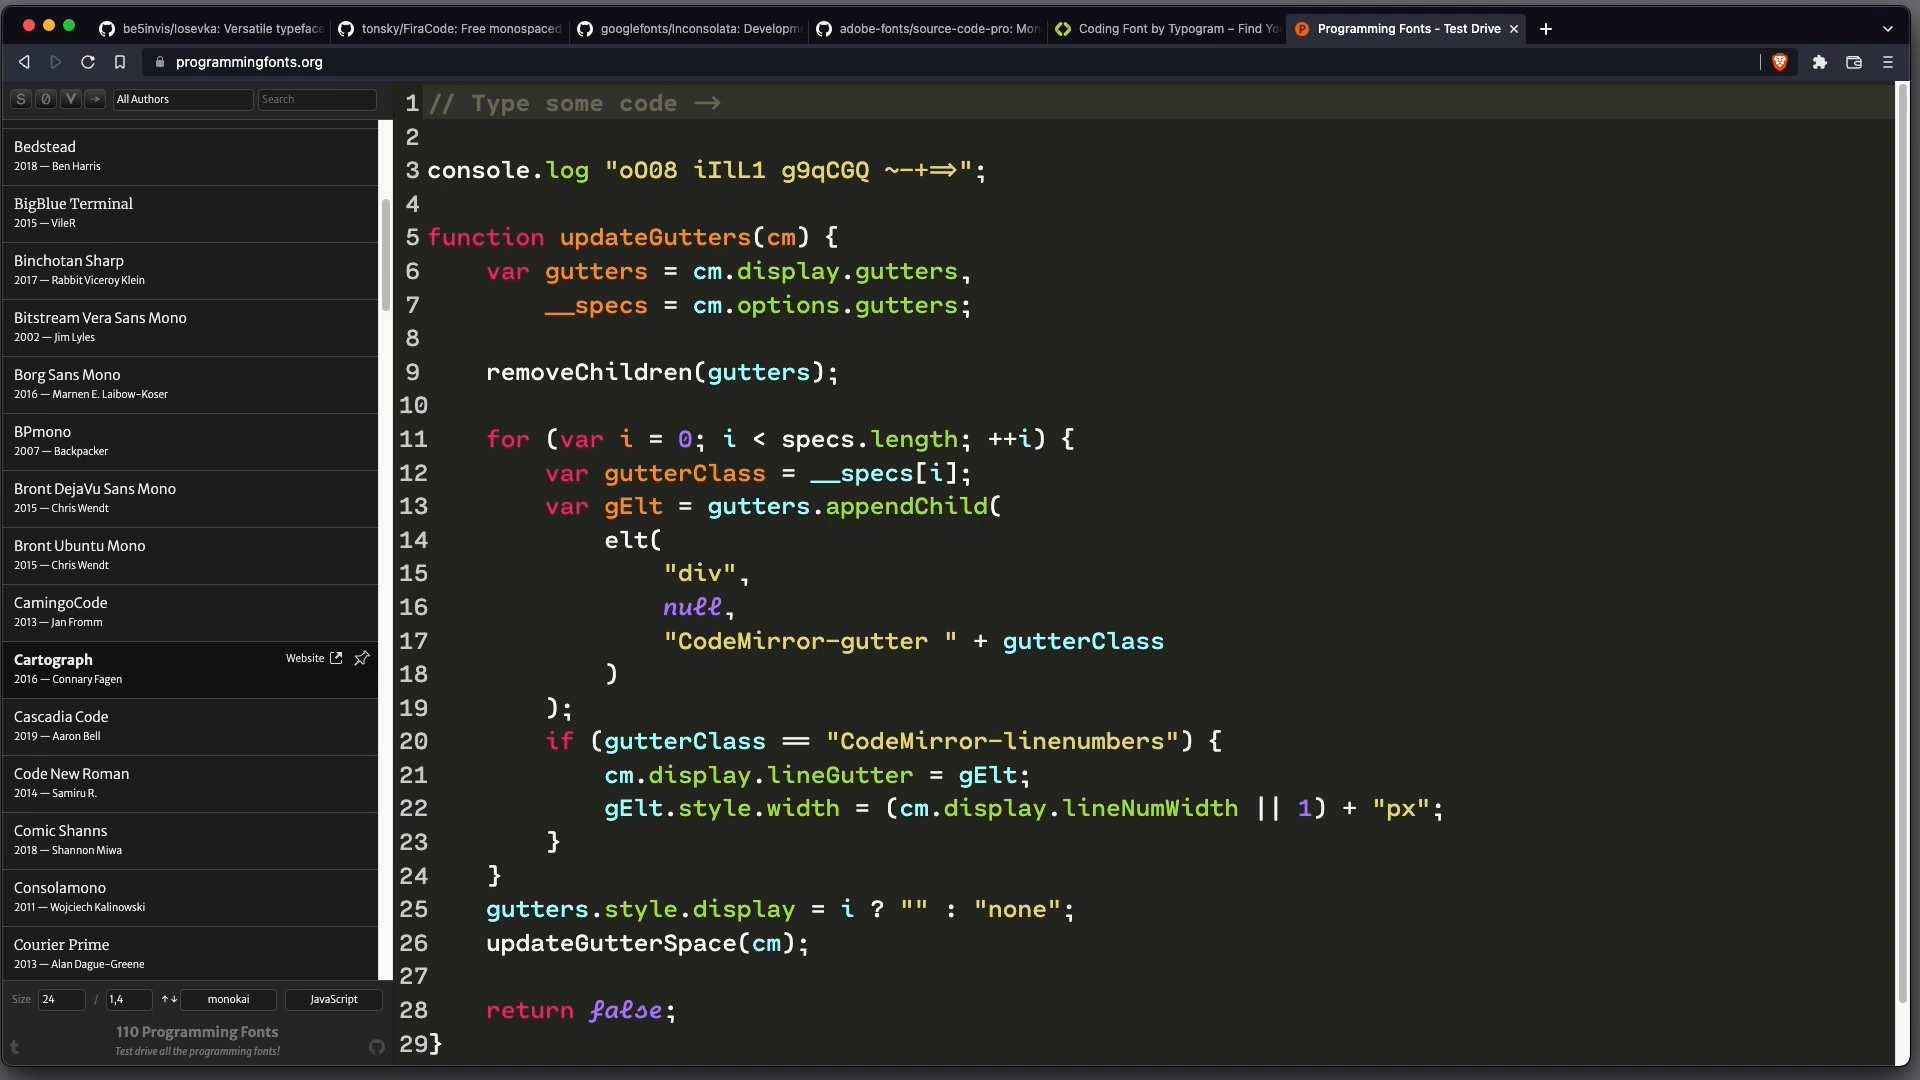 be5invis/Iosevka: Versatile typeface
tonsky/FiraCode: Free monospaced
googlefonts/Inconsolata: Developm
adobe-fonts/source-code-pro: Mon
Coding Font by Typogram – Find Yo
Programming Fonts - Test Drive
programmingfonts.org
S 0 V → All Authors Search
Bedstead
2018 — Ben Harris
BigBlue Terminal
2015 — VileR
Binchotan Sharp
2017 — Rabbit Viceroy Klein
Bitstream Vera Sans Mono
2002 — Jim Lyles
Borg Sans Mono
2016 — Marnen E. Laibow-Koser
BPmono
2007 — Backpacker
Bront DejaVu Sans Mono
2015 — Chris Wendt
Bront Ubuntu Mono
2015 — Chris Wendt
CamingoCode
2013 — Jan Fromm
Cartograph Website
2016 — Connary Fagen
Cascadia Code
2019 — Aaron Bell
Code New Roman
2014 — Samiru R.
Comic Shanns
2018 — Shannon Miwa
Consolamono
2011 — Wojciech Kalinowski
Courier Prime
2013 — Alan Dague-Greene
Size 24 / 1,4 ↑↓ monokai JavaScript
110 Programming Fonts
Test drive all the programming fonts!
1 // Type some code ->
2
3 console.log "oO08 iIlL1 g9qCGQ ~-+=>";
4
5 function updateGutters(cm) {
6     var gutters = cm.display.gutters,
7         __specs = cm.options.gutters;
8
9     removeChildren(gutters);
10
11     for (var i = 0; i < specs.length; ++i) {
12         var gutterClass = __specs[i];
13         var gElt = gutters.appendChild(
14             elt(
15                 "div",
16                 null,
17                 "CodeMirror-gutter " + gutterClass
18             )
19         );
20         if (gutterClass == "CodeMirror-linenumbers") {
21             cm.display.lineGutter = gElt;
22             gElt.style.width = (cm.display.lineNumWidth || 1) + "px";
23         }
24     }
25     gutters.style.display = i ? "" : "none";
26     updateGutterSpace(cm);
27
28     return false;
29 }